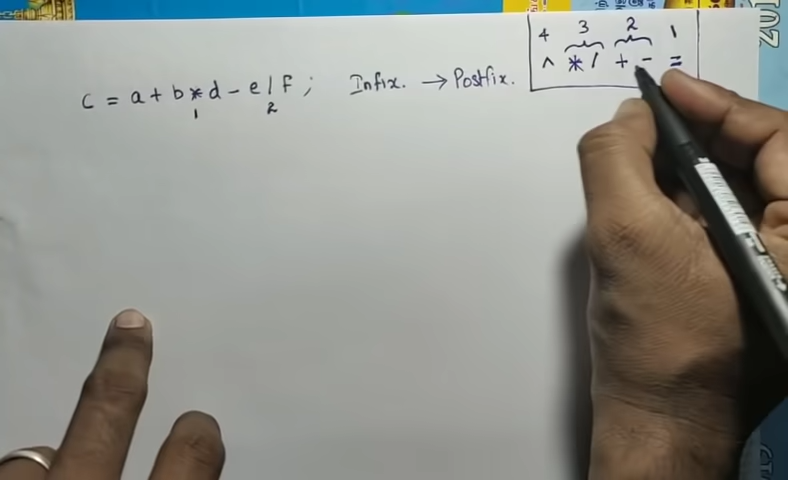 4 3 2 1
^ * / + - =
c = a + b * d - e / f ; Infix. → Postfix.
1 2